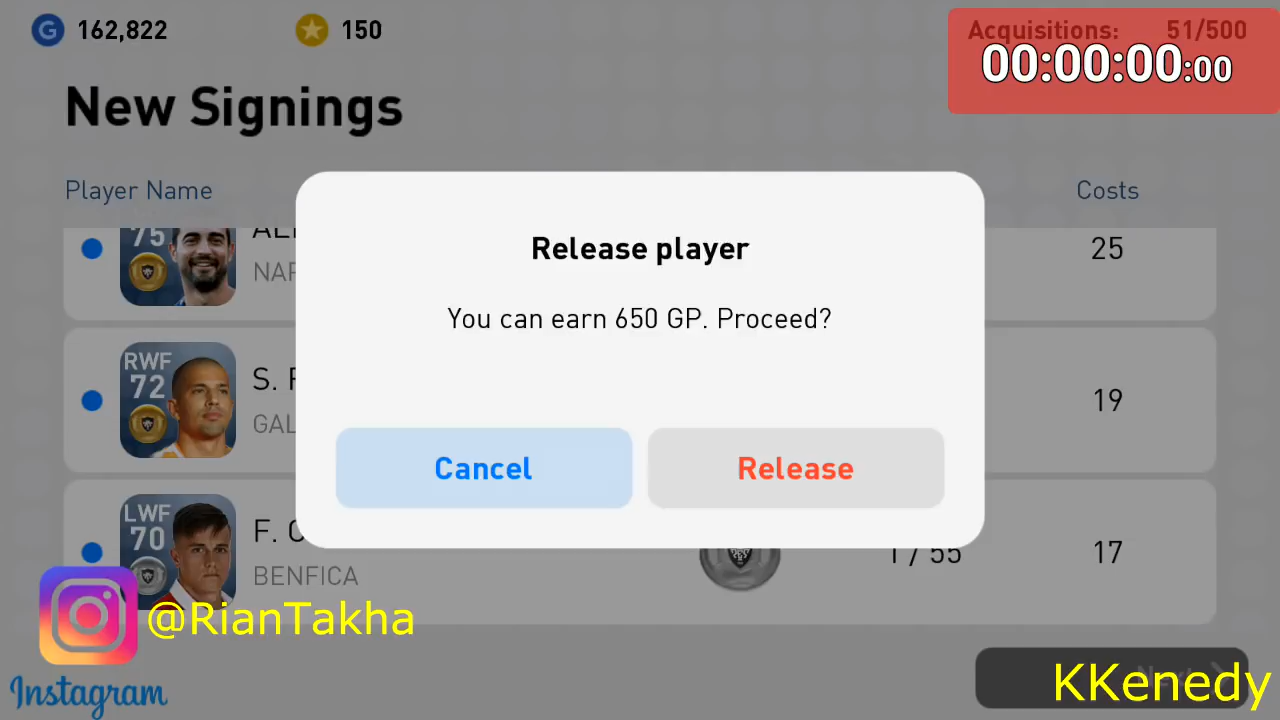 G 162,822
150
Acquisitions: 51/500
00:00:00:00
New Signings
Player Name
Costs
75
25
Release player
You can earn 650 GP. Proceed?
RWF
72
S.
19
Cancel
Release
LWF
70
F.
BENFICA
1 / 55
17
@RianTakha
Instagram
KKenedy